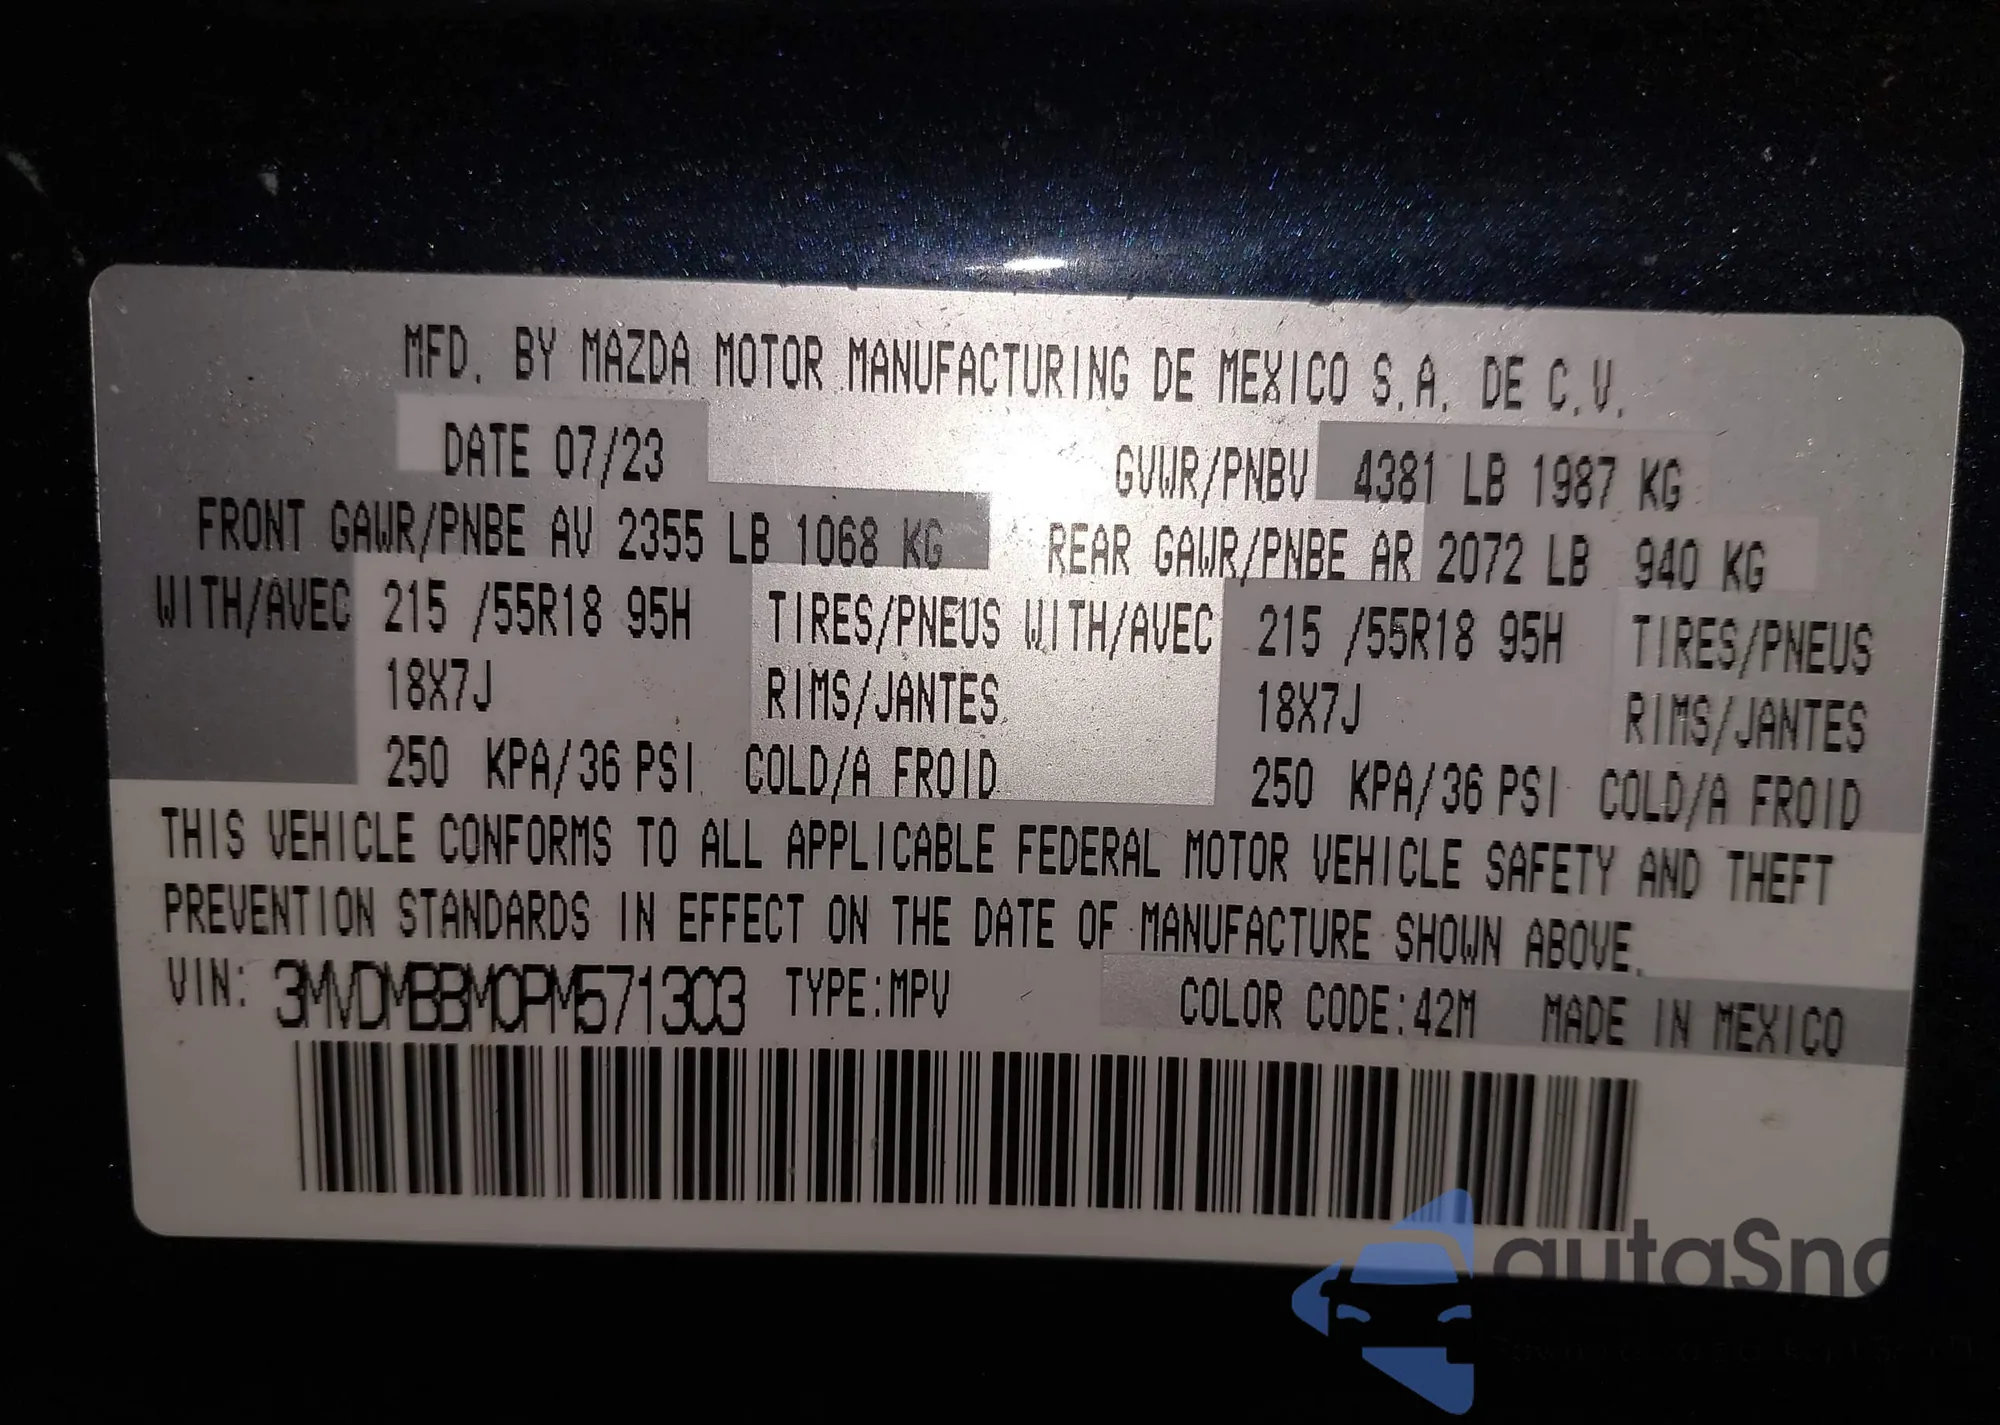 MFD. BY MAZDA MOTOR MANUFACTURING DE MEXICO S.A. DE C.V.
DATE 07/23 GVWR/PNBV 4381 LB 1987 KG
FRONT GAWR/PNBE AV 2355 LB 1068 KG REAR GAWR/PNBE AR 2072 LB 940 KG
WITH/AVEC 215 /55R18 95H TIRES/PNEUS WITH/AVEC 215 /55R18 95H TIRES/PNEUS
18X7J RIMS/JANTES 18X7J RIMS/JANTES
250 KPA/36 PSI COLD/A FROID 250 KPA/36 PSI COLD/A FROID
THIS VEHICLE CONFORMS TO ALL APPLICABLE FEDERAL MOTOR VEHICLE SAFETY AND THEFT
PREVENTION STANDARDS IN EFFECT ON THE DATE OF MANUFACTURE SHOWN ABOVE.
VIN: 3MVDMBBM0PM571303 TYPE:MPV COLOR CODE:42M MADE IN MEXICO
autaSna